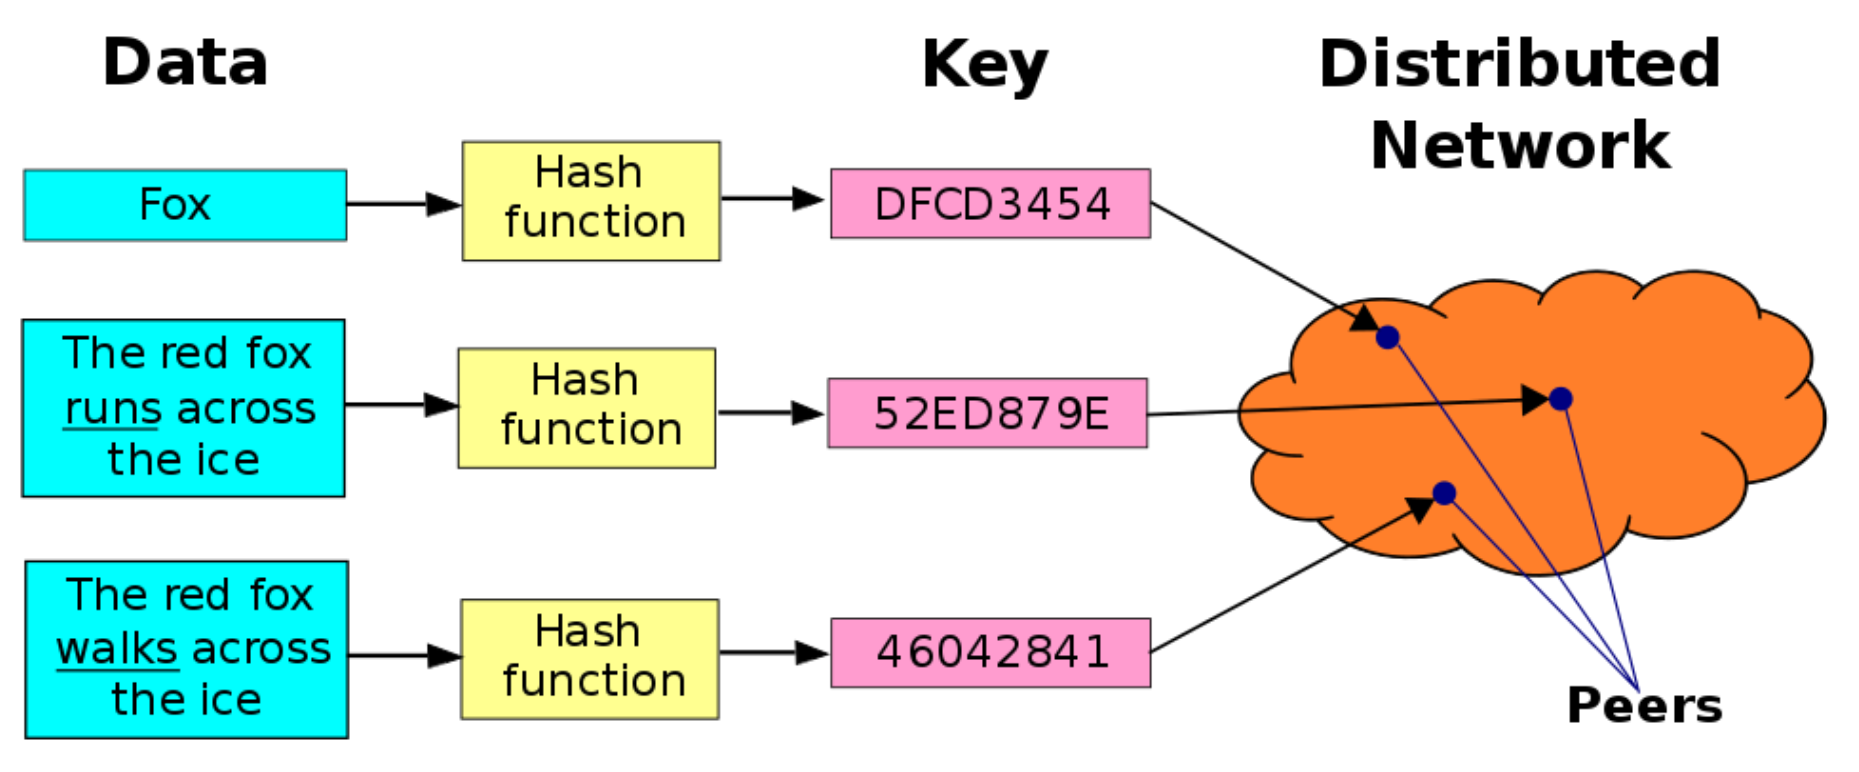 Data
Key
Distributed
Network
Fox
Hash
function
DFCD3454
The red fox
runs across
the ice
Hash
function
52ED879E
The red fox
walks across
the ice
Hash
function
46042841
Peers